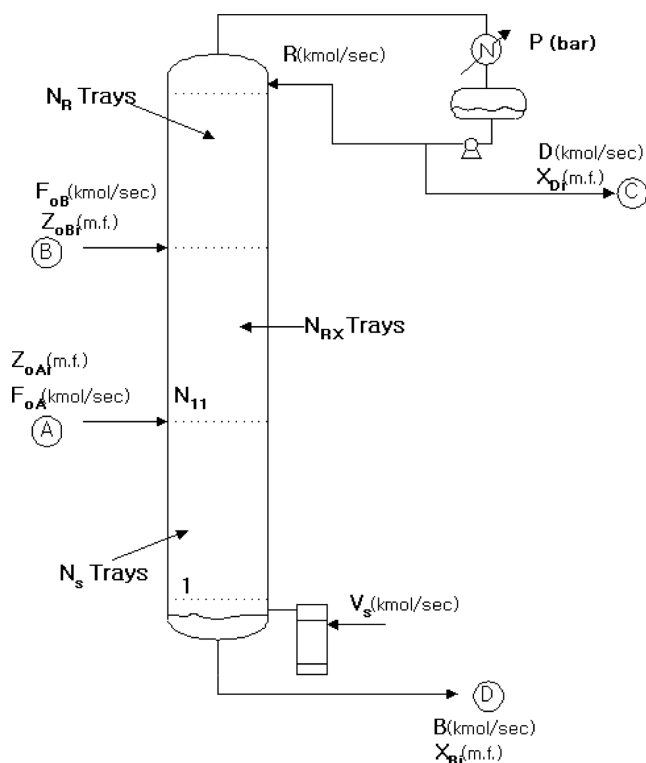 P (bar)
R(kmol/sec)
N_R Trays
D(kmol/sec)
X_Di(m.f.)
C
F_oB(kmol/sec)
Z_oBi(m.f.)
B
N_RX Trays
Z_oAi(m.f.)
F_oA(kmol/sec)
N_11
A
N_s Trays
1
V_s(kmol/sec)
D
B(kmol/sec)
X_Bi(m.f.)